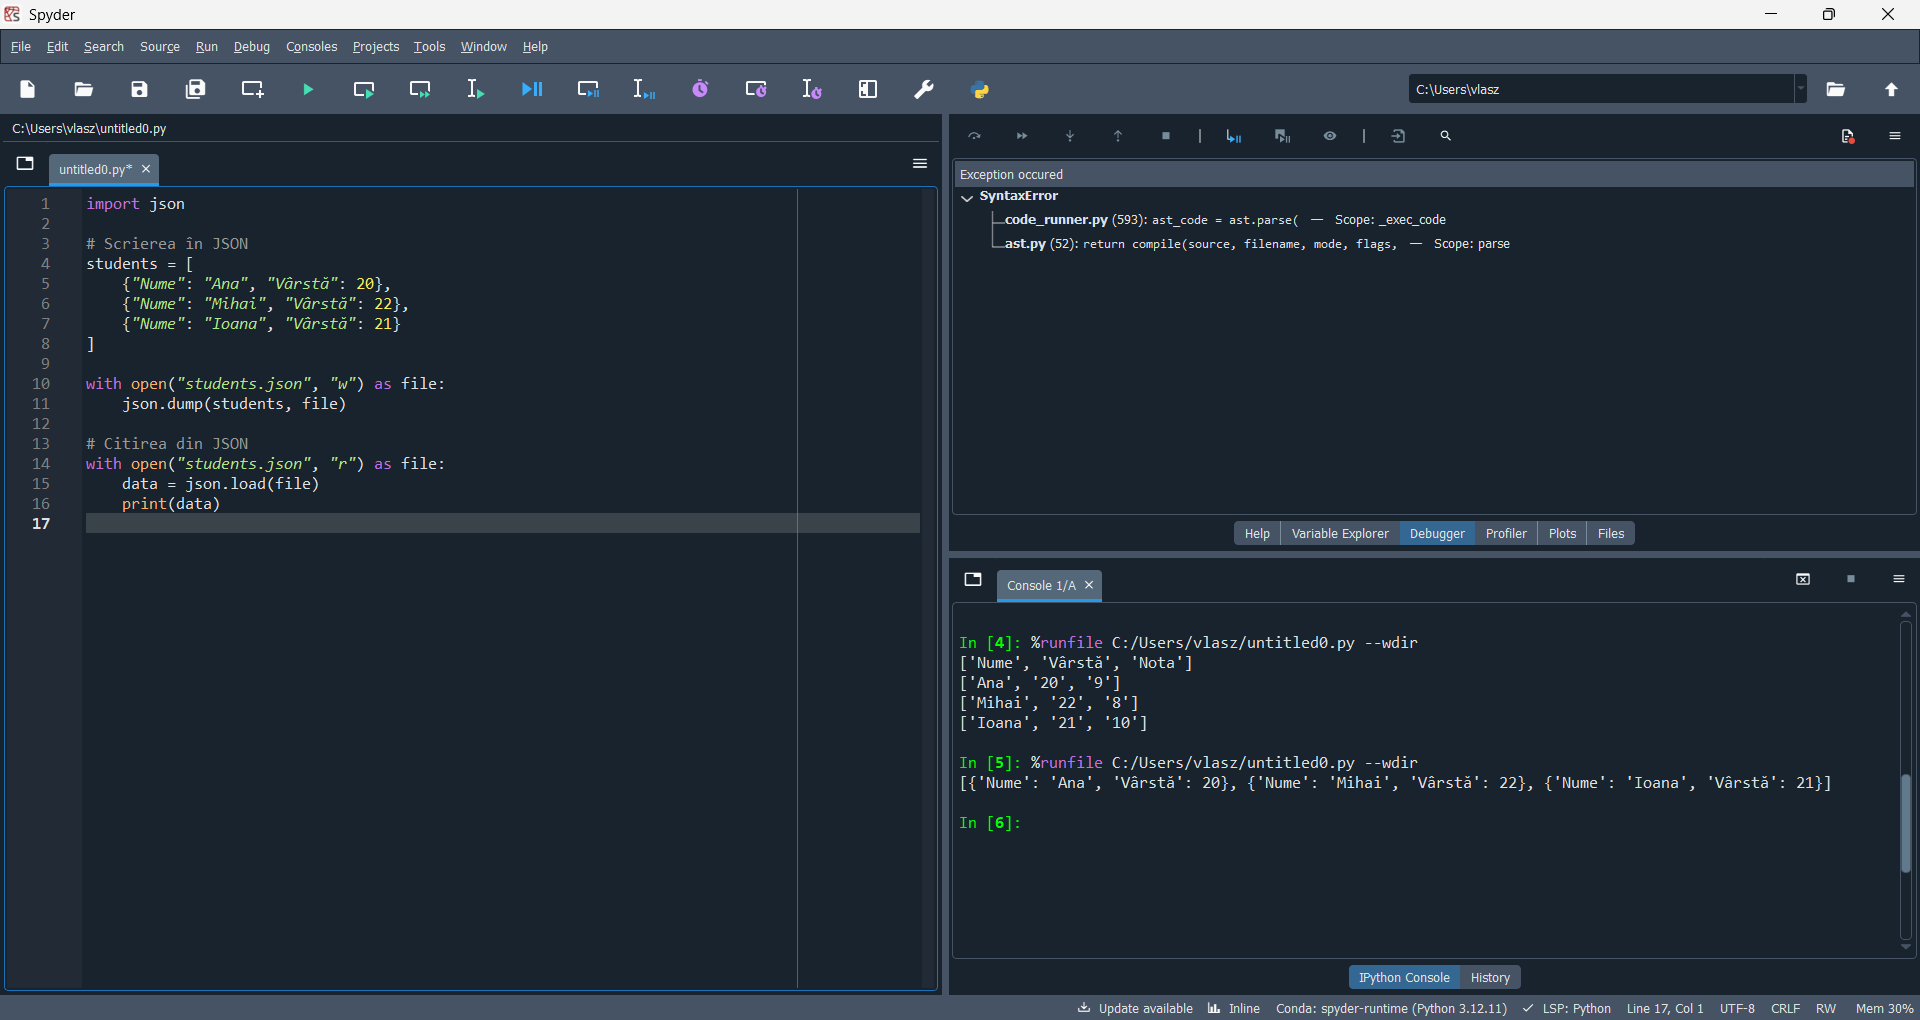 Spyder
File Edit Search Source Run Debug Consoles Projects Tools Window Help
C:\Users\vlasz
C:\Users\vlasz\untitled0.py
untitled0.py*
1 import json
2
3 # Scrierea în JSON
4 students = [
5 {"Nume": "Ana", "Vârstă": 20},
6 {"Nume": "Mihai", "Vârstă": 22},
7 {"Nume": "Ioana", "Vârstă": 21}
8 ]
9
10 with open("students.json", "w") as file:
11 json.dump(students, file)
12
13 # Citirea din JSON
14 with open("students.json", "r") as file:
15 data = json.load(file)
16 print(data)
17
Exception occured
SyntaxError
code_runner.py (593): ast_code = ast.parse( — Scope: _exec_code
ast.py (52): return compile(source, filename, mode, flags, — Scope: parse
Help Variable Explorer Debugger Profiler Plots Files
Console 1/A
In [4]: %runfile C:/Users/vlasz/untitled0.py --wdir
['Nume', 'Vârstă', 'Nota']
['Ana', '20', '9']
['Mihai', '22', '8']
['Ioana', '21', '10']
In [5]: %runfile C:/Users/vlasz/untitled0.py --wdir
[{'Nume': 'Ana', 'Vârstă': 20}, {'Nume': 'Mihai', 'Vârstă': 22}, {'Nume': 'Ioana', 'Vârstă': 21}]
In [6]:
IPython Console History
Update available Inline Conda: spyder-runtime (Python 3.12.11) LSP: Python Line 17, Col 1 UTF-8 CRLF RW Mem 30%